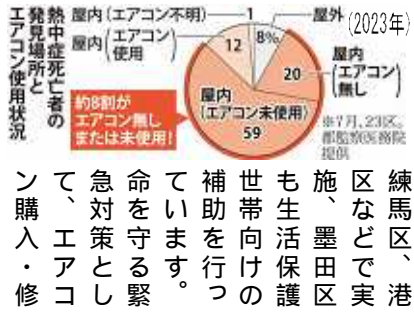 熱中症死亡者の
発見場所と
エアコン使用状況
(2023年)
屋内(エアコン不明)
1
屋外
8%
屋内(エアコン使用)
12
屋内
(エアコン無し)
20
屋内
(エアコン未使用)
59
約8割が
エアコン無し
または未使用!
※7月、23区。
都監察医務院
提供
練馬区、港
区などで実
施、墨田区
も生活保護
世帯向けの
補助を行っ
ています。
命を守る緊
急対策とし
て、エアコ
ン購入・修